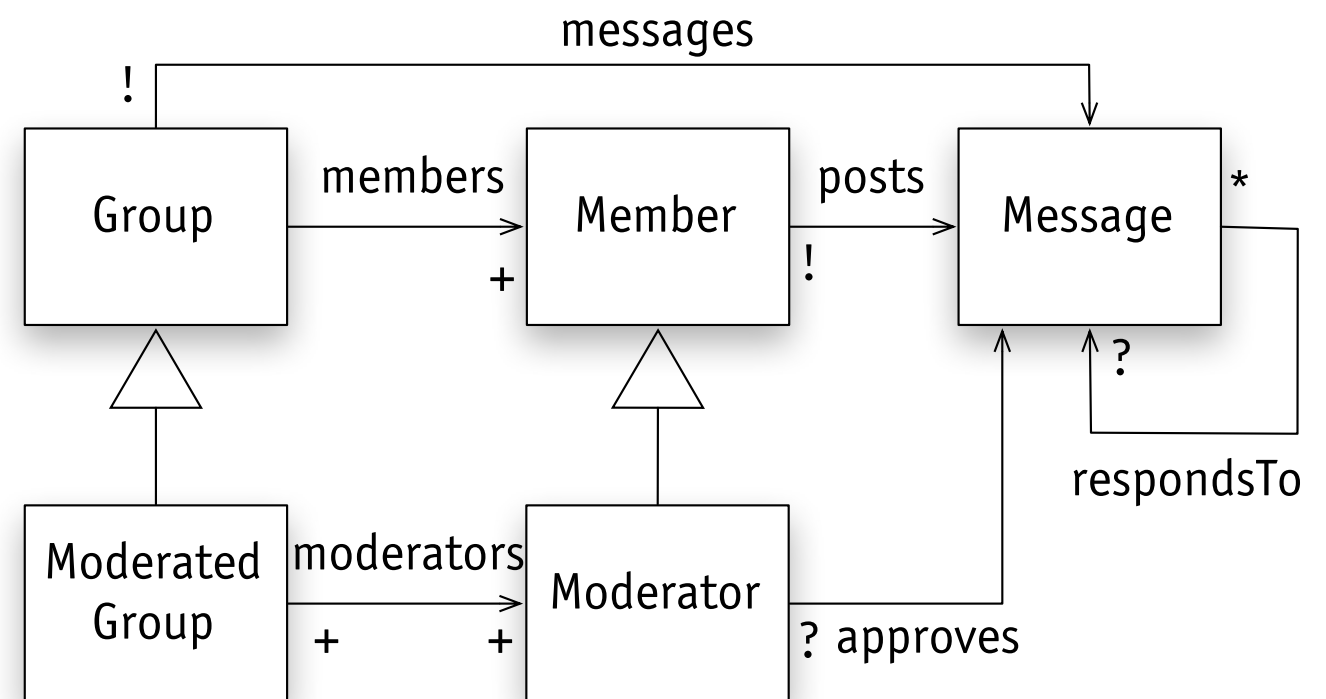 messages
!
members
posts
*
Group
Member
Message
+
!
?
respondsTo
Moderated
Group
moderators
Moderator
+
+
? approves